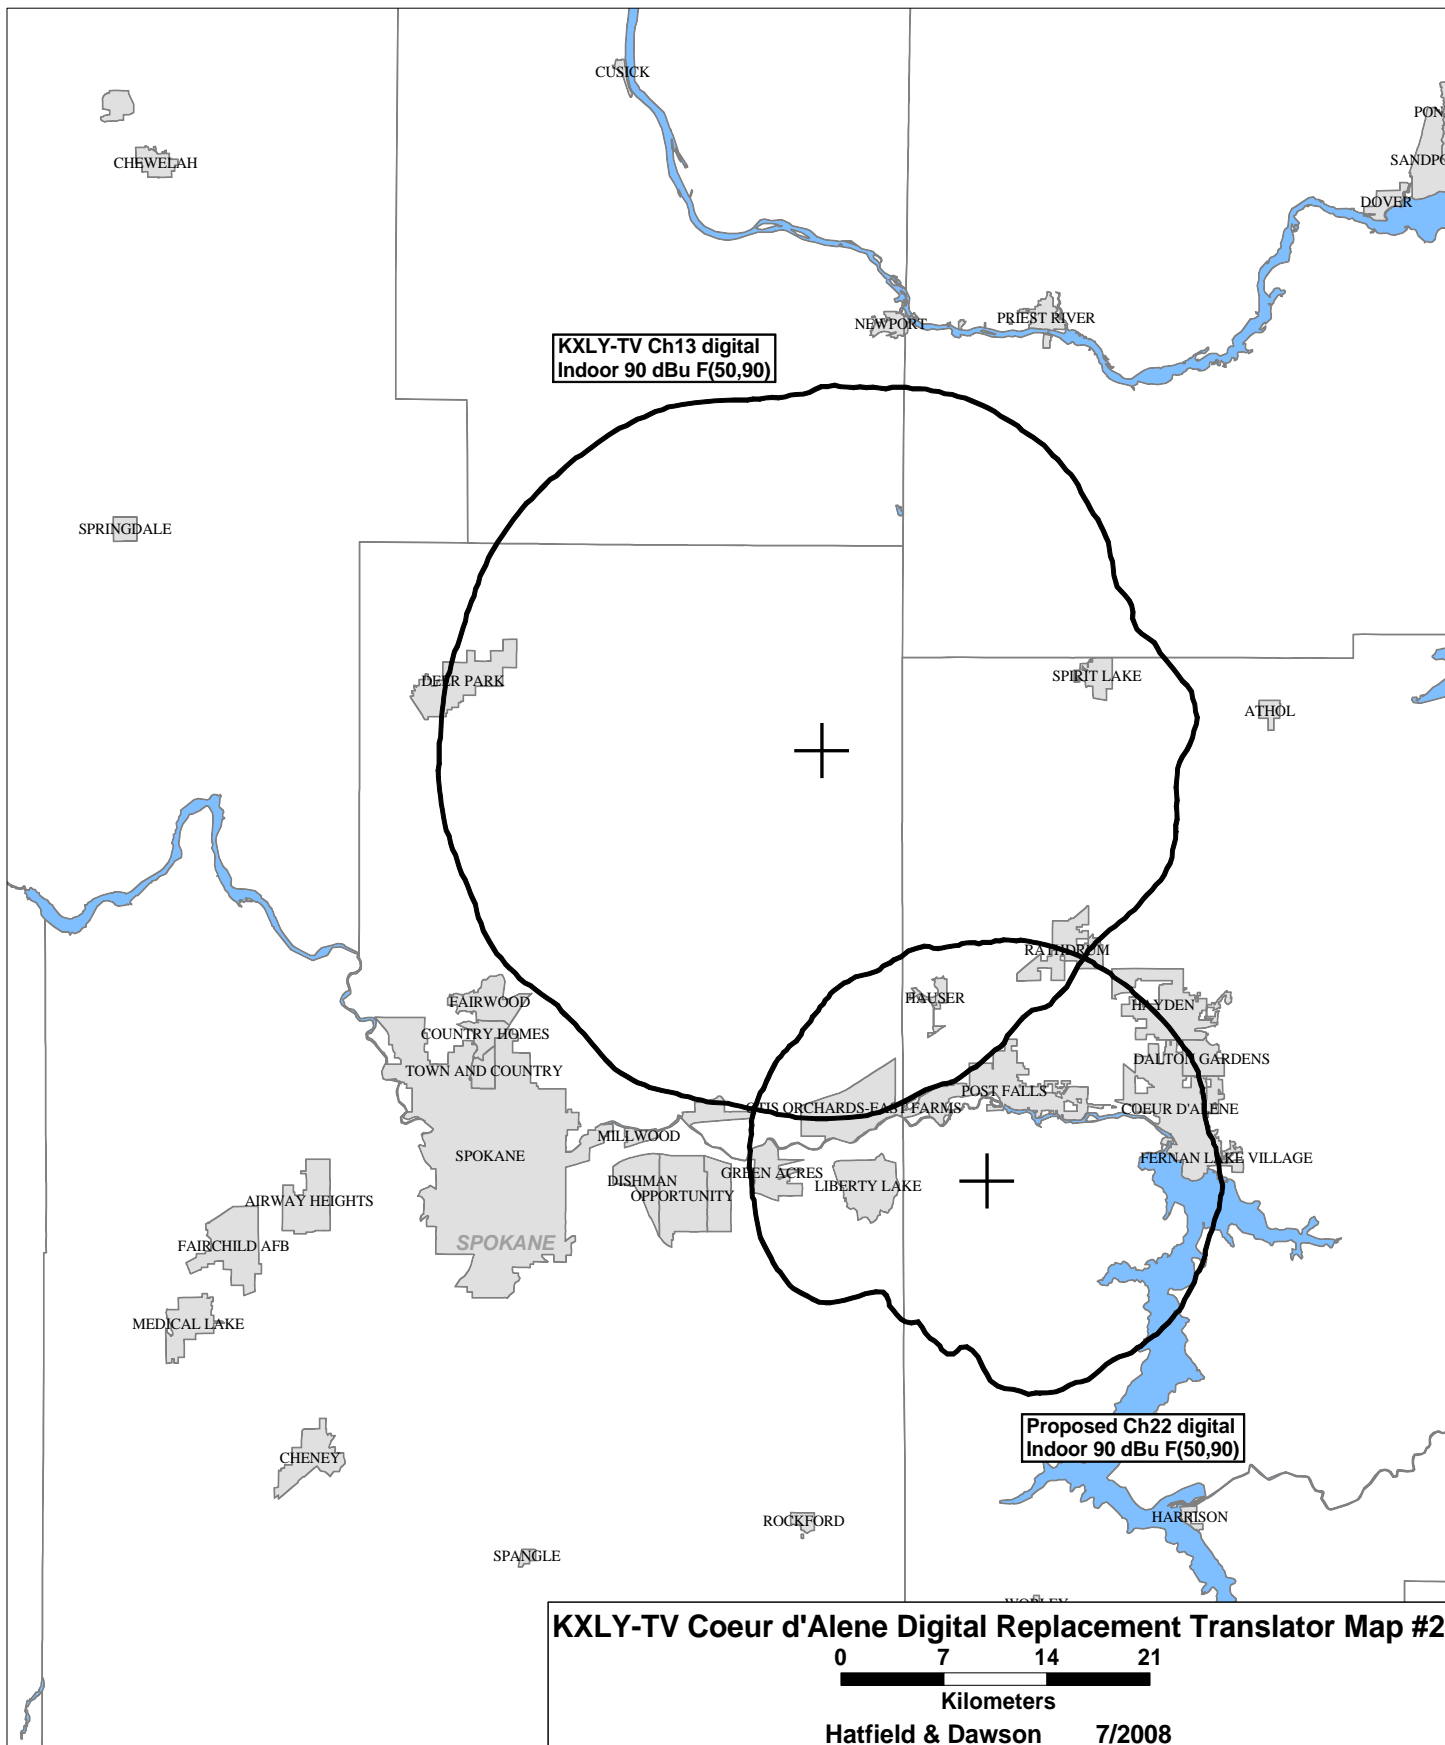 CUSICK
PON
CHEWELAH
SANDPO
DOVER
NEWPORT
PRIEST RIVER
KXLY-TV Ch13 digital
Indoor 90 dBu F(50,90)
SPRINGDALE
DEER PARK
SPIRIT LAKE
ATHOL
RATHDRUM
FAIRWOOD
HAUSER
HAYDEN
COUNTRY HOMES
TOWN AND COUNTRY
DALTON GARDENS
POST FALLS
OTIS ORCHARDS-EAST FARMS
COEUR D'ALENE
MILLWOOD
SPOKANE
FERNAN LAKE VILLAGE
GREEN ACRES
DISHMAN
LIBERTY LAKE
OPPORTUNITY
AIRWAY HEIGHTS
SPOKANE
FAIRCHILD AFB
MEDICAL LAKE
Proposed Ch22 digital
Indoor 90 dBu F(50,90)
CHENEY
HARRISON
ROCKFORD
SPANGLE
WORLEY
KXLY-TV Coeur d'Alene Digital Replacement Translator Map #2
0 7 14 21
Kilometers
Hatfield & Dawson 7/2008